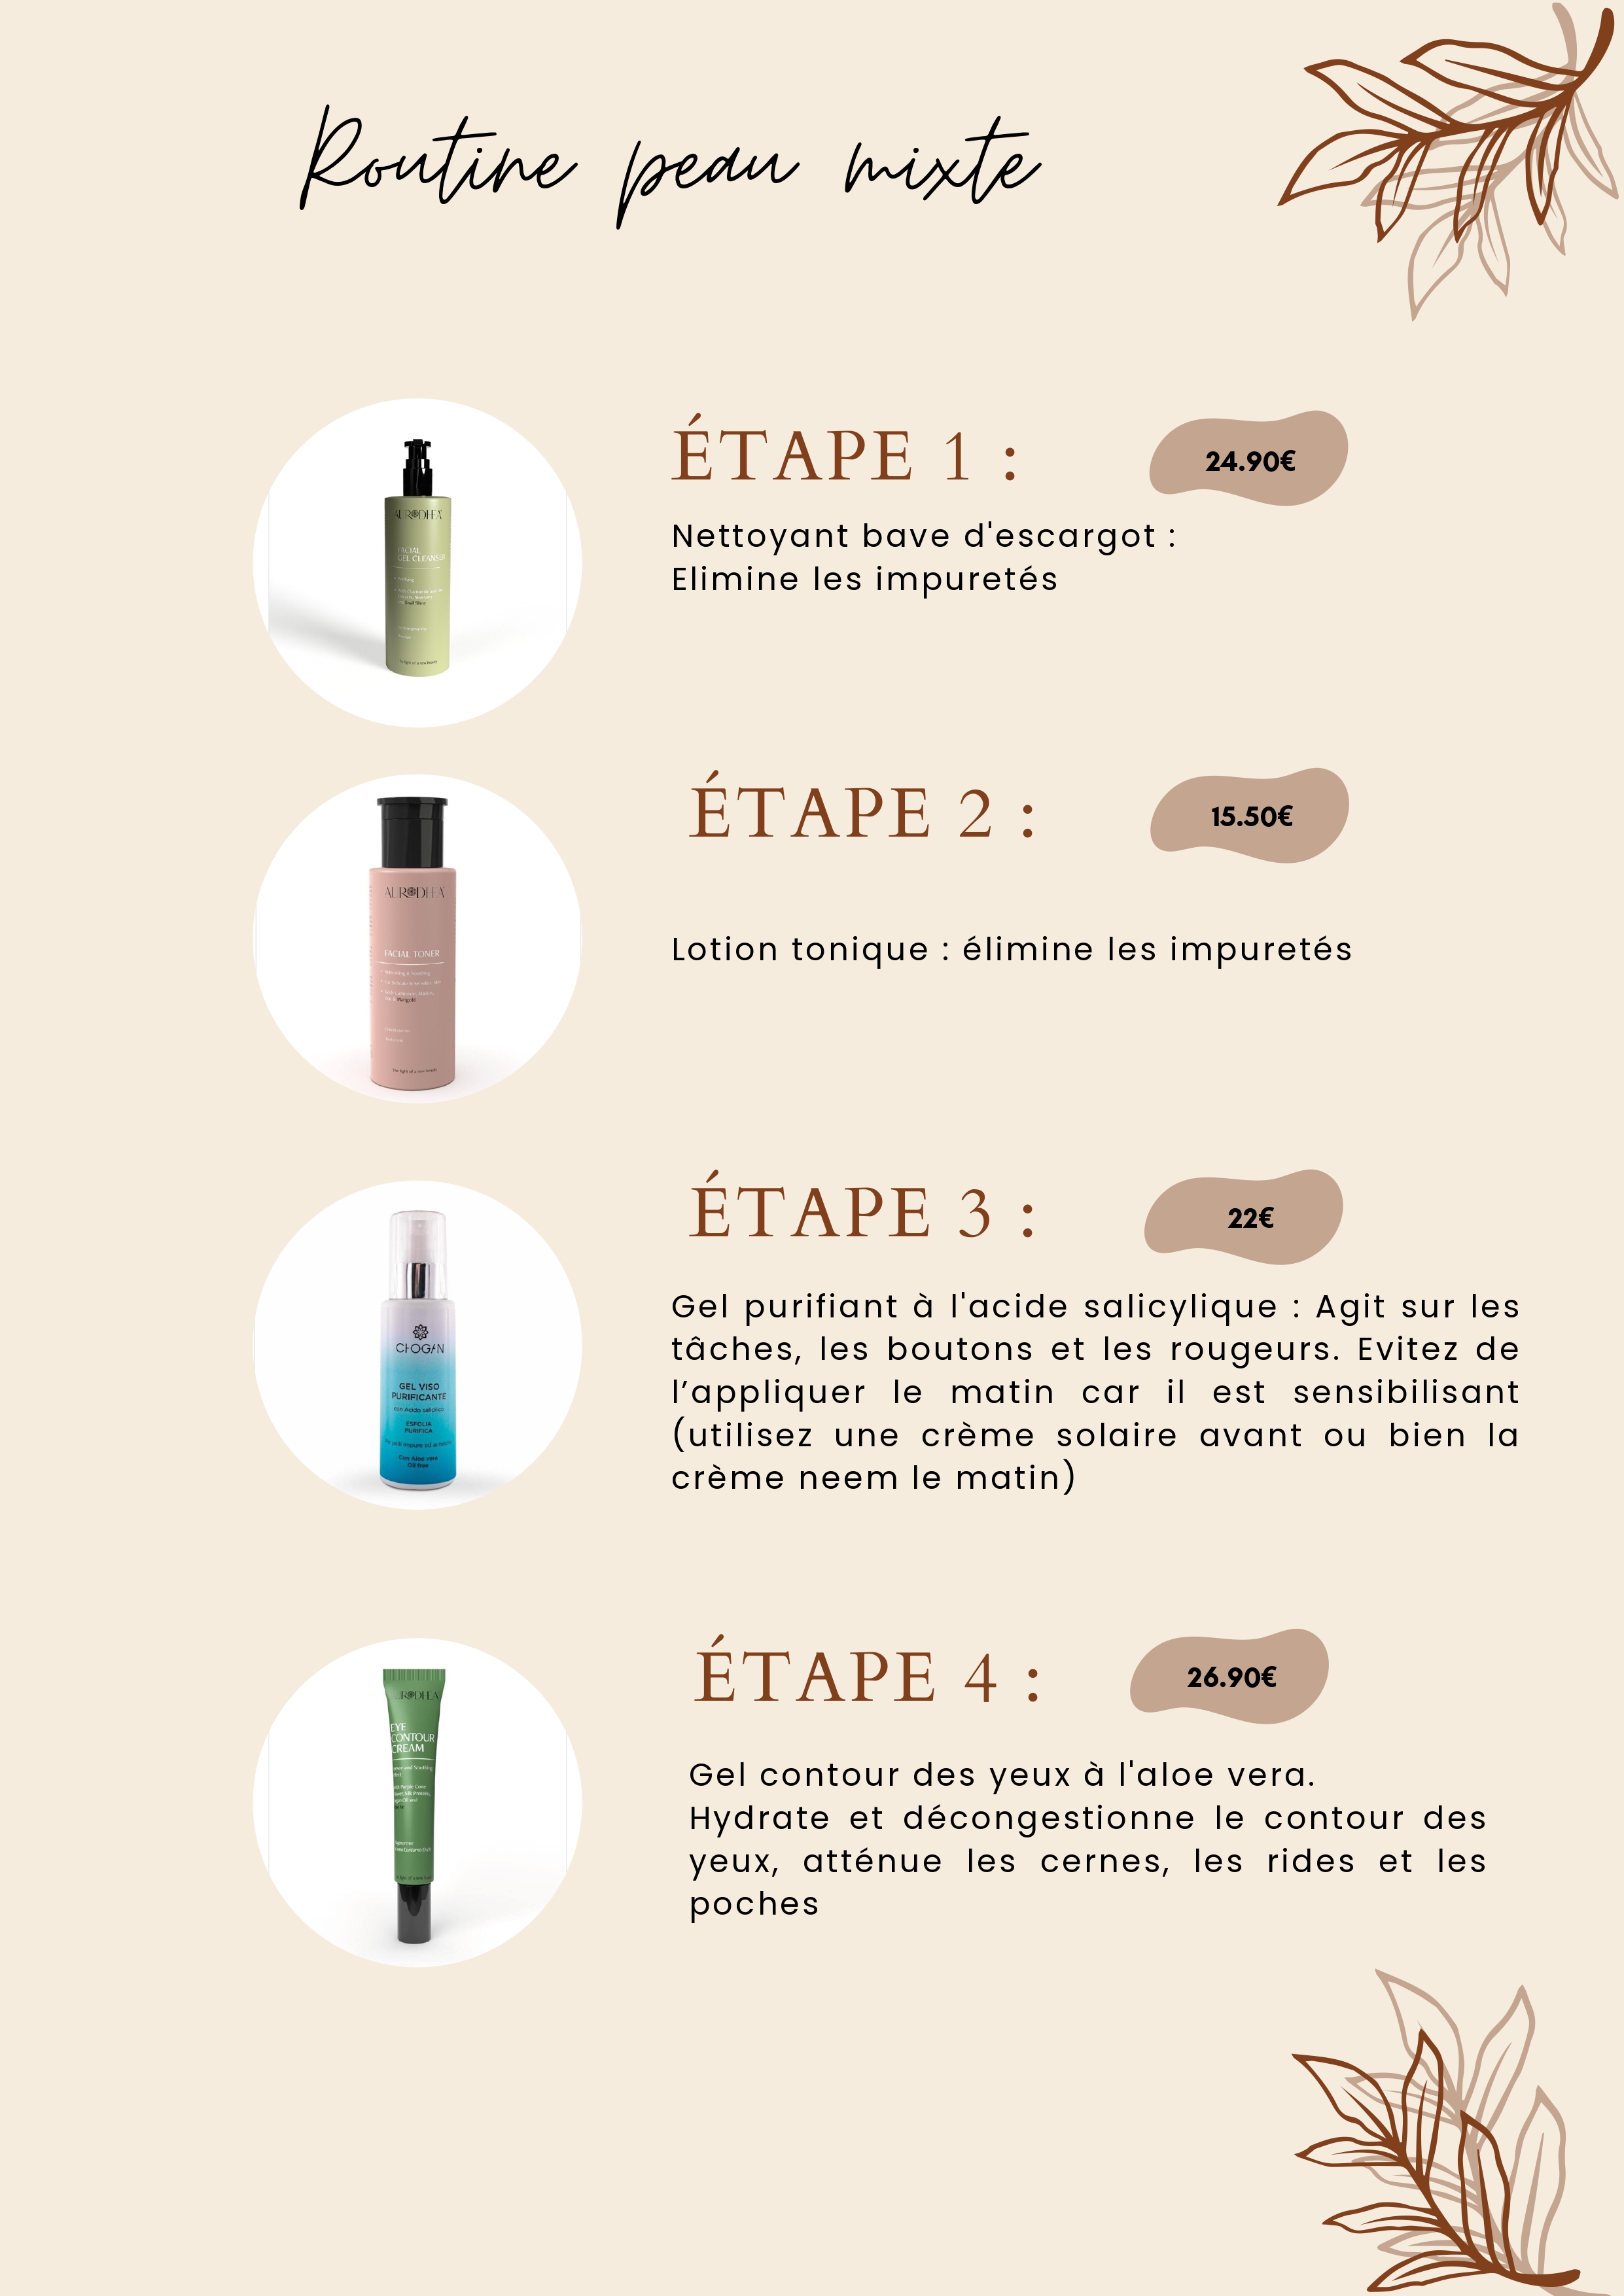 Routine peau mixte
ÉTAPE 1 :
24.90€
Nettoyant bave d'escargot :
Elimine les impuretés
AURODHEA
FACIAL
GEL CLEANSER
ÉTAPE 2 :
15.50€
Lotion tonique : élimine les impuretés
AURODHEA
FACIAL TONER
The light of a new beauty
ÉTAPE 3 :
22€
Gel purifiant à l'acide salicylique : Agit sur les
tâches, les boutons et les rougeurs. Evitez de
l’appliquer le matin car il est sensibilisant
(utilisez une crème solaire avant ou bien la
crème neem le matin)
CHOGAN
GEL VISO
PURIFICANTE
con Acido salicilico
ESFOLIA
PURIFICA
Con Aloe vera
Oil free
ÉTAPE 4 :
26.90€
Gel contour des yeux à l'aloe vera.
Hydrate et décongestionne le contour des
yeux, atténue les cernes, les rides et les
poches
EYE
CONTOUR
CREAM